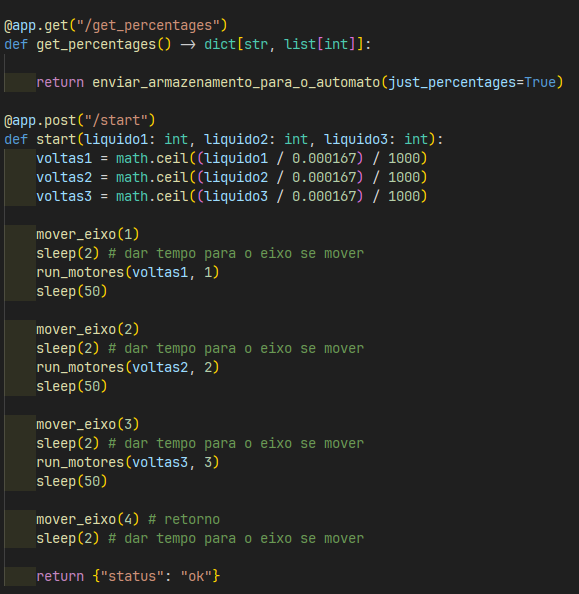 @app.get("/get_percentages")
def get_percentages() -> dict[str, list[int]]:
return enviar_armazenamento_para_o_automato(just_percentages=True)
@app.post("/start")
def start(liquido1: int, liquido2: int, liquido3: int):
voltas1 = math.ceil((liquido1 / 0.000167) / 1000)
voltas2 = math.ceil((liquido2 / 0.000167) / 1000)
voltas3 = math.ceil((liquido3 / 0.000167) / 1000)
mover_eixo(1)
sleep(2) # dar tempo para o eixo se mover
run_motores(voltas1, 1)
sleep(50)
mover_eixo(2)
sleep(2) # dar tempo para o eixo se mover
run_motores(voltas2, 2)
sleep(50)
mover_eixo(3)
sleep(2) # dar tempo para o eixo se mover
run_motores(voltas3, 3)
sleep(50)
mover_eixo(4) # retorno
sleep(2) # dar tempo para o eixo se mover
return {"status": "ok"}